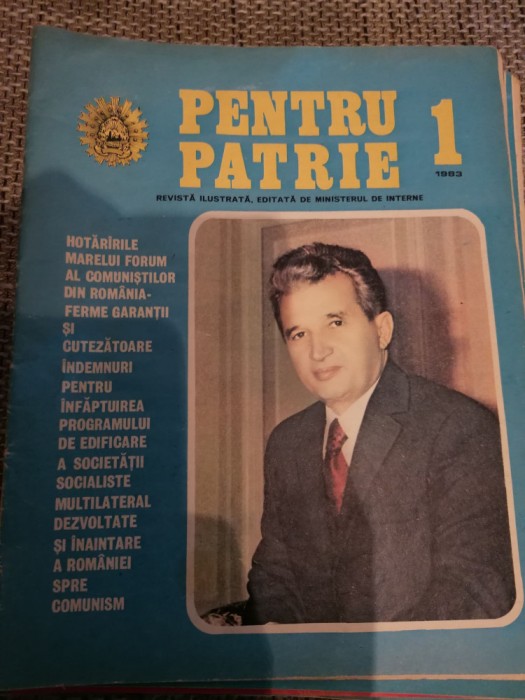 PENTRU
PATRIE
1
1983
REVISTĂ ILUSTRATĂ, EDITATĂ DE MINISTERUL DE INTERNE
HOTĂRÎRILE
MARELUI FORUM
AL COMUNIȘTILOR
DIN ROMÂNIA-
FERME GARANȚII
ȘI
CUTEZĂTOARE
ÎNDEMNURI
PENTRU
ÎNFĂPTUIREA
PROGRAMULUI
DE EDIFICARE
A SOCIETĂȚII
SOCIALISTE
MULTILATERAL
DEZVOLTATE
ȘI ÎNAINTARE
A ROMÂNIEI
SPRE
COMUNISM